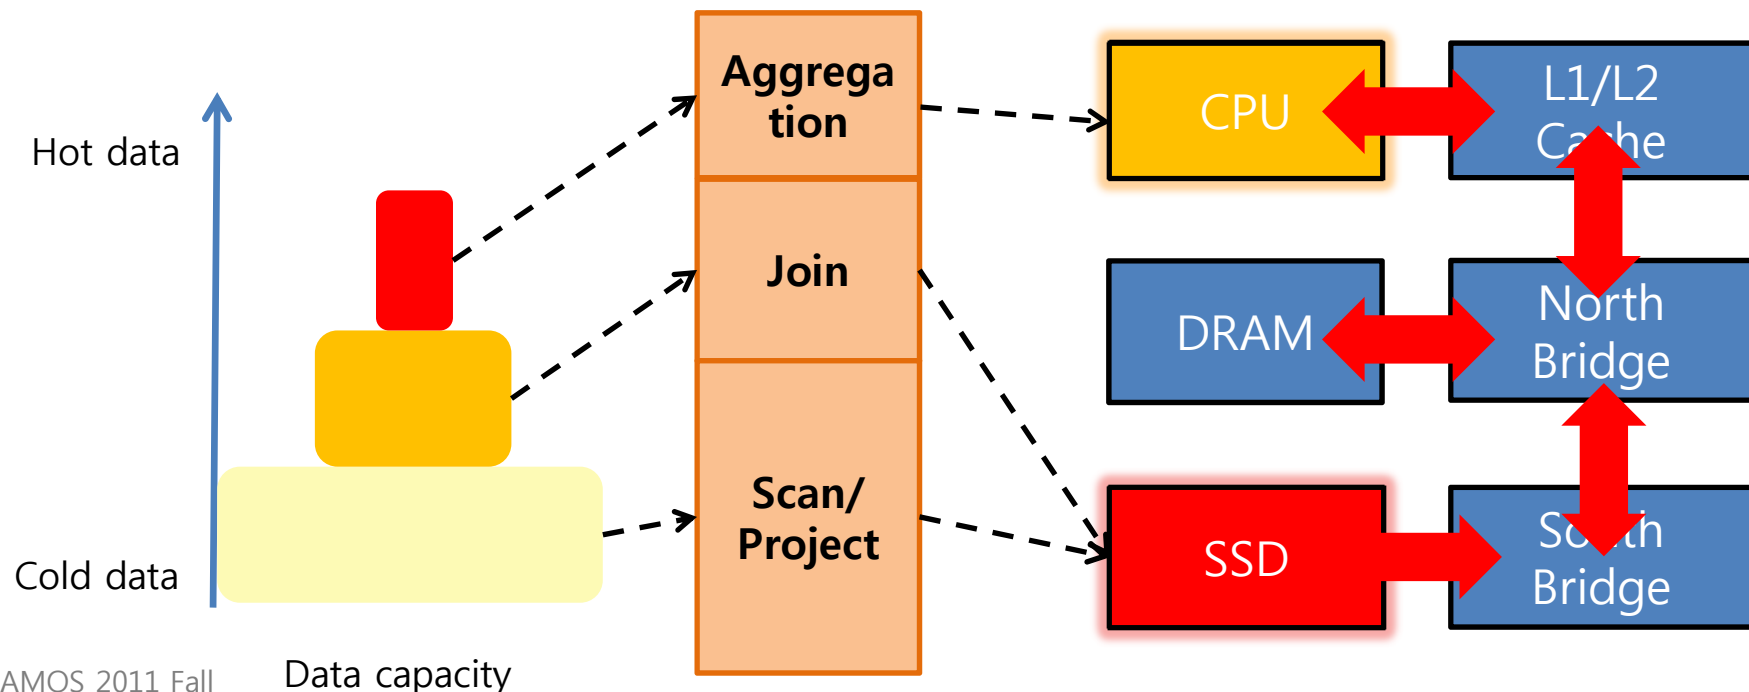 Hot data
Cold data
Data capacity
AMOS 2011 Fall
Aggrega
tion
Join
Scan/
Project
CPU
L1/L2
Cache
DRAM
North
Bridge
SSD
South
Bridge